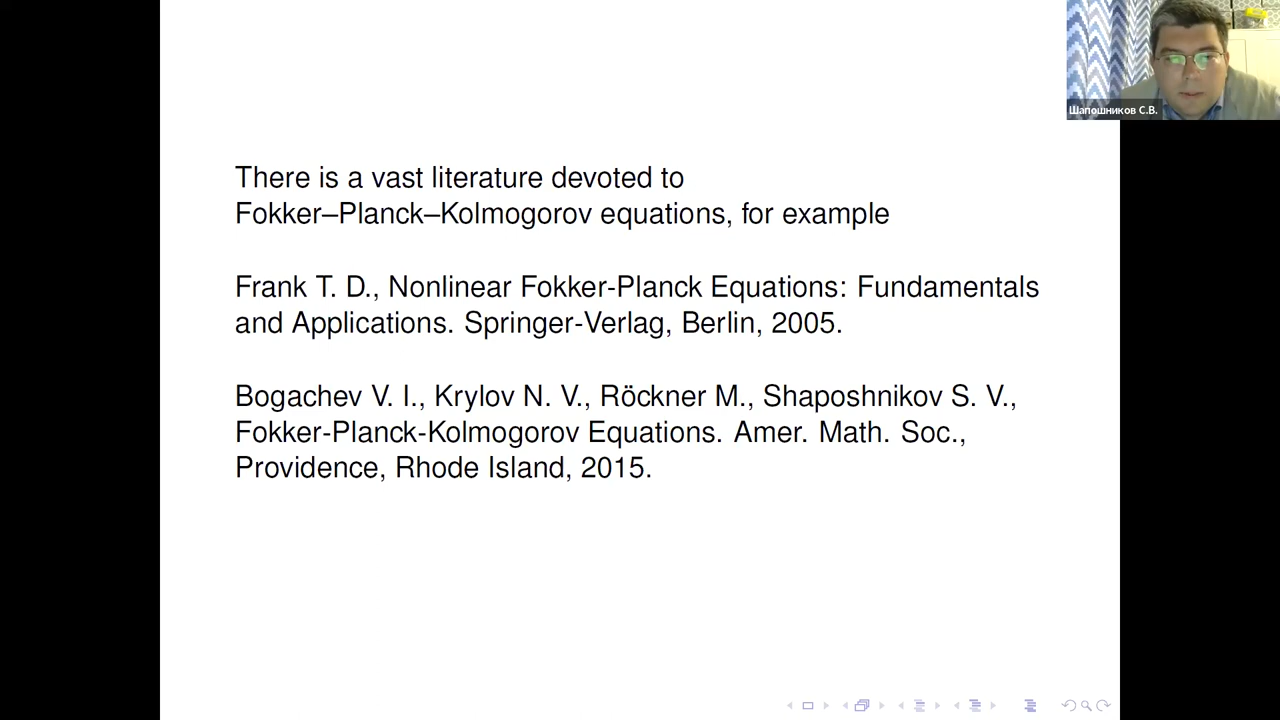 Шапошников С.В.
There is a vast literature devoted to
Fokker–Planck–Kolmogorov equations, for example
Frank T. D., Nonlinear Fokker-Planck Equations: Fundamentals
and Applications. Springer-Verlag, Berlin, 2005.
Bogachev V. I., Krylov N. V., Röckner M., Shaposhnikov S. V.,
Fokker-Planck-Kolmogorov Equations. Amer. Math. Soc.,
Providence, Rhode Island, 2015.